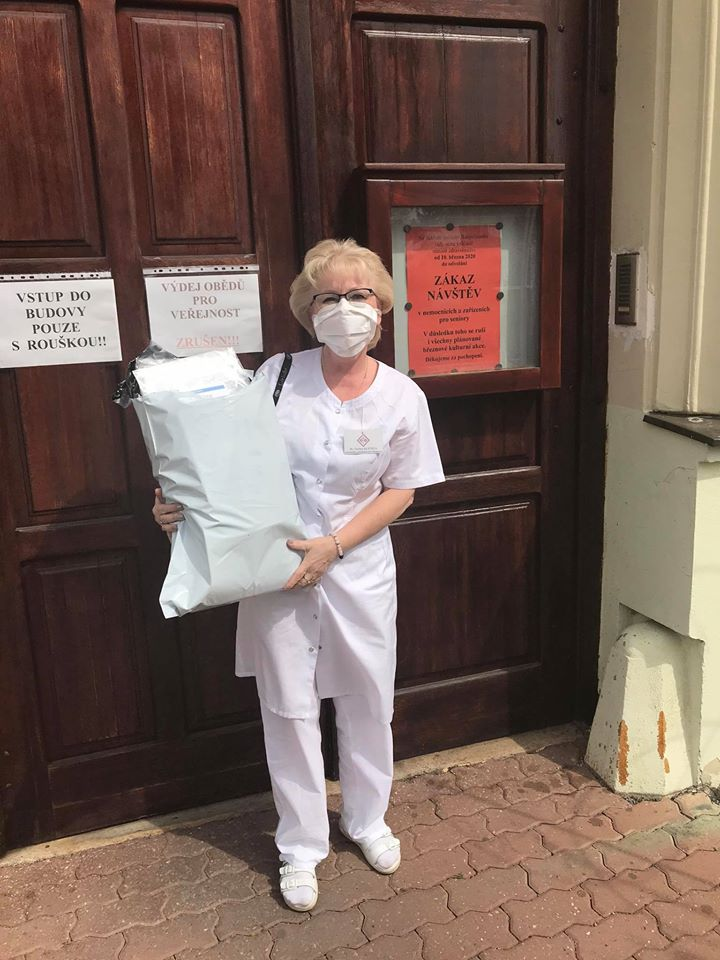 VSTUP DO
BUDOVY
POUZE
S ROUŠKOU!!
VÝDEJ OBĚDŮ
PRO
VEŘEJNOST
ZRUŠEN!!!
od 10. března 2020
do odvolání
ZÁKAZ
NÁVŠTĚV
v nemocnicích a zařízeních
pro seniory
V důsledku toho se ruší
i všechny plánované
březnové kulturní akce.
Děkujeme za pochopení.